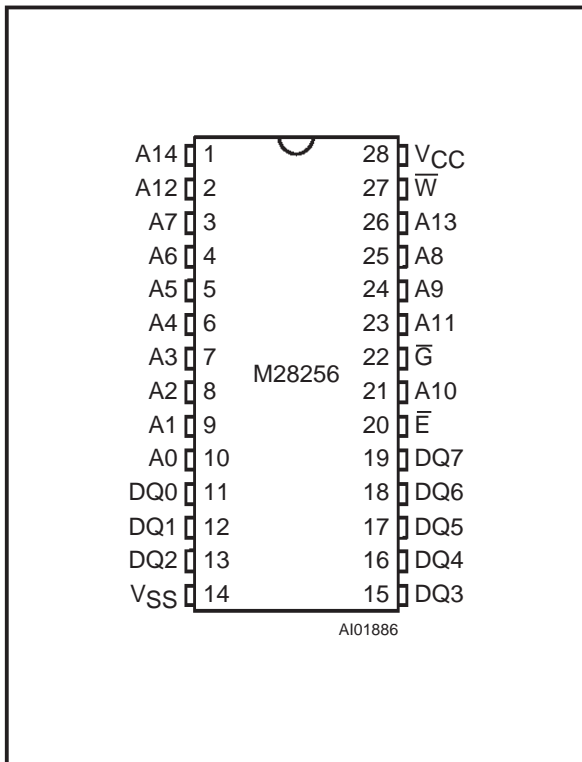 A14 1 28 VCC
A12 2 27 W̅
A7 3 26 A13
A6 4 25 A8
A5 5 24 A9
A4 6 23 A11
A3 7 22 G̅
M28256
A2 8 21 A10
A1 9 20 E̅
A0 10 19 DQ7
DQ0 11 18 DQ6
DQ1 12 17 DQ5
DQ2 13 16 DQ4
VSS 14 15 DQ3
AI01886